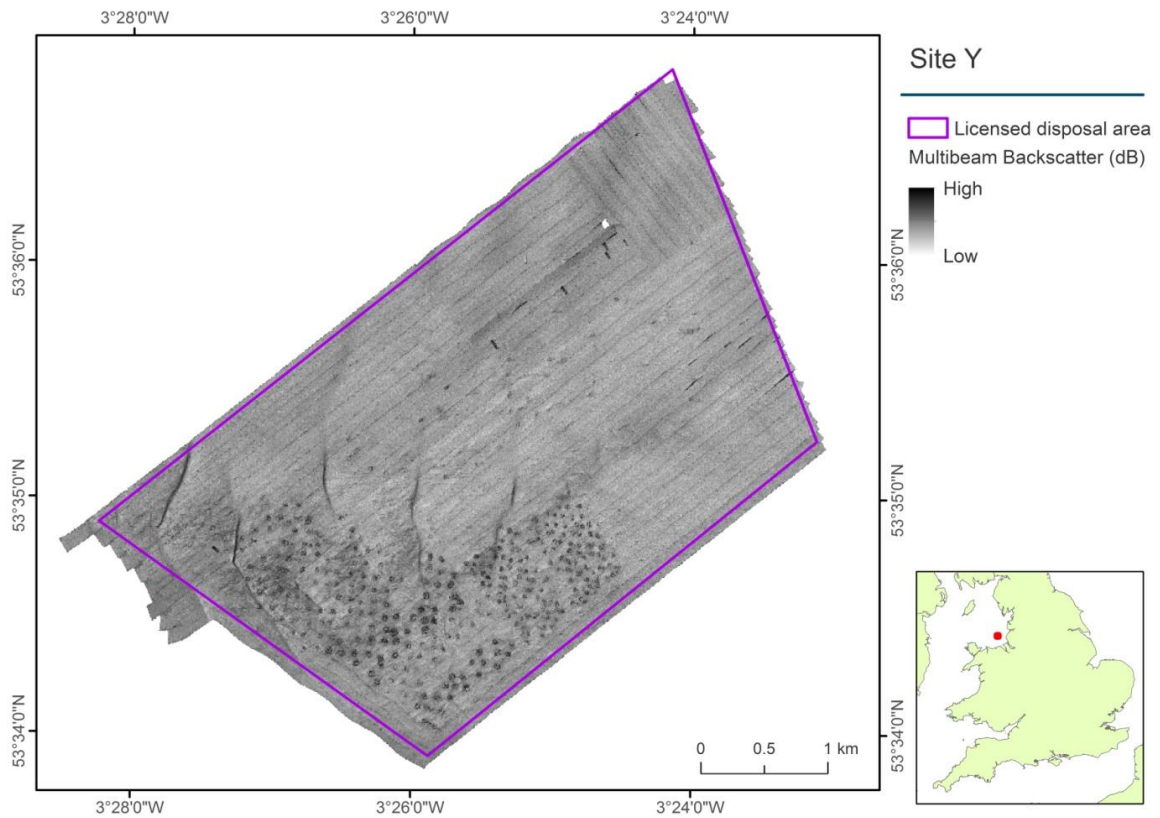 3°28'0"W 3°26'0"W 3°24'0"W
Site Y
Licensed disposal area
Multibeam Backscatter (dB)
High
Low
53°36'0"N 53°36'0"N
53°35'0"N 53°35'0"N
53°34'0"N 53°34'0"N
0 0.5 1 km
3°28'0"W 3°26'0"W 3°24'0"W